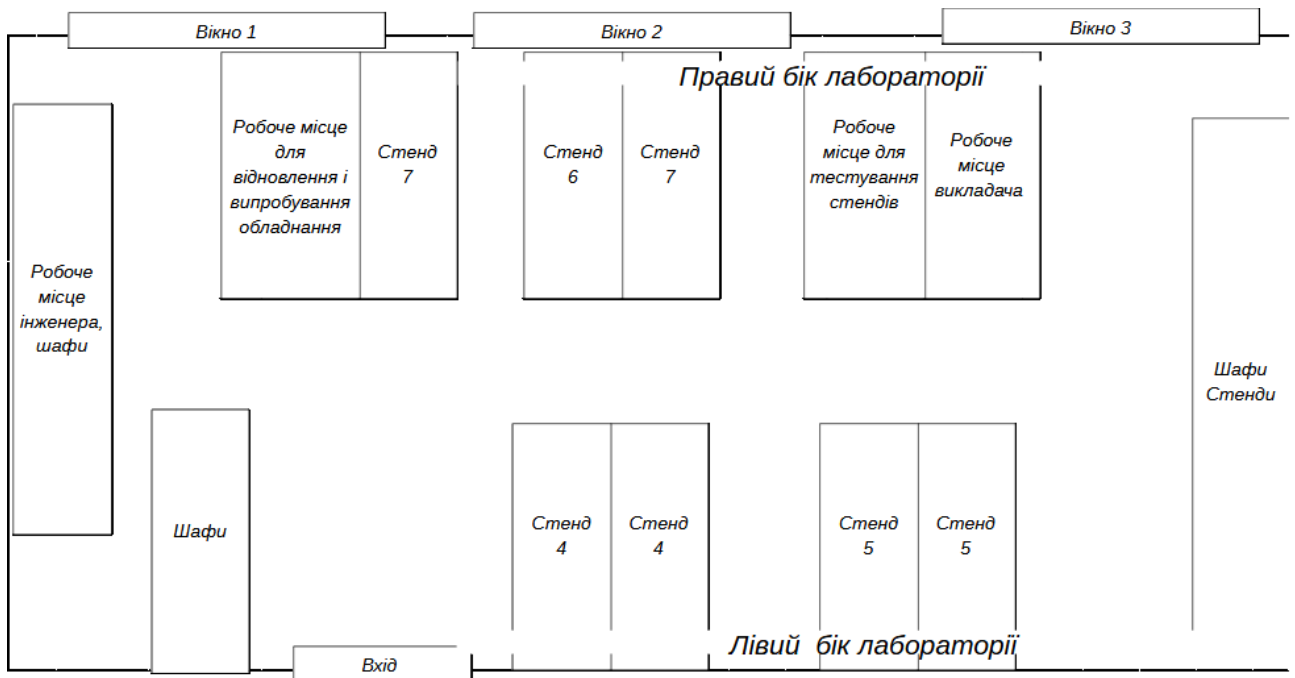 Вікно 1
Вікно 2
Вікно 3
Правий бік лабораторії
Робоче місце
для
відновлення і
випробування
обладнання
Стенд
7
Стенд
6
Стенд
7
Робоче
місце для
тестування
стендів
Робоче
місце
викладача
Робоче
місце
інженера,
шафи
Шафи
Стенди
Шафи
Стенд
4
Стенд
4
Стенд
5
Стенд
5
Лівий бік лабораторії
Вхід